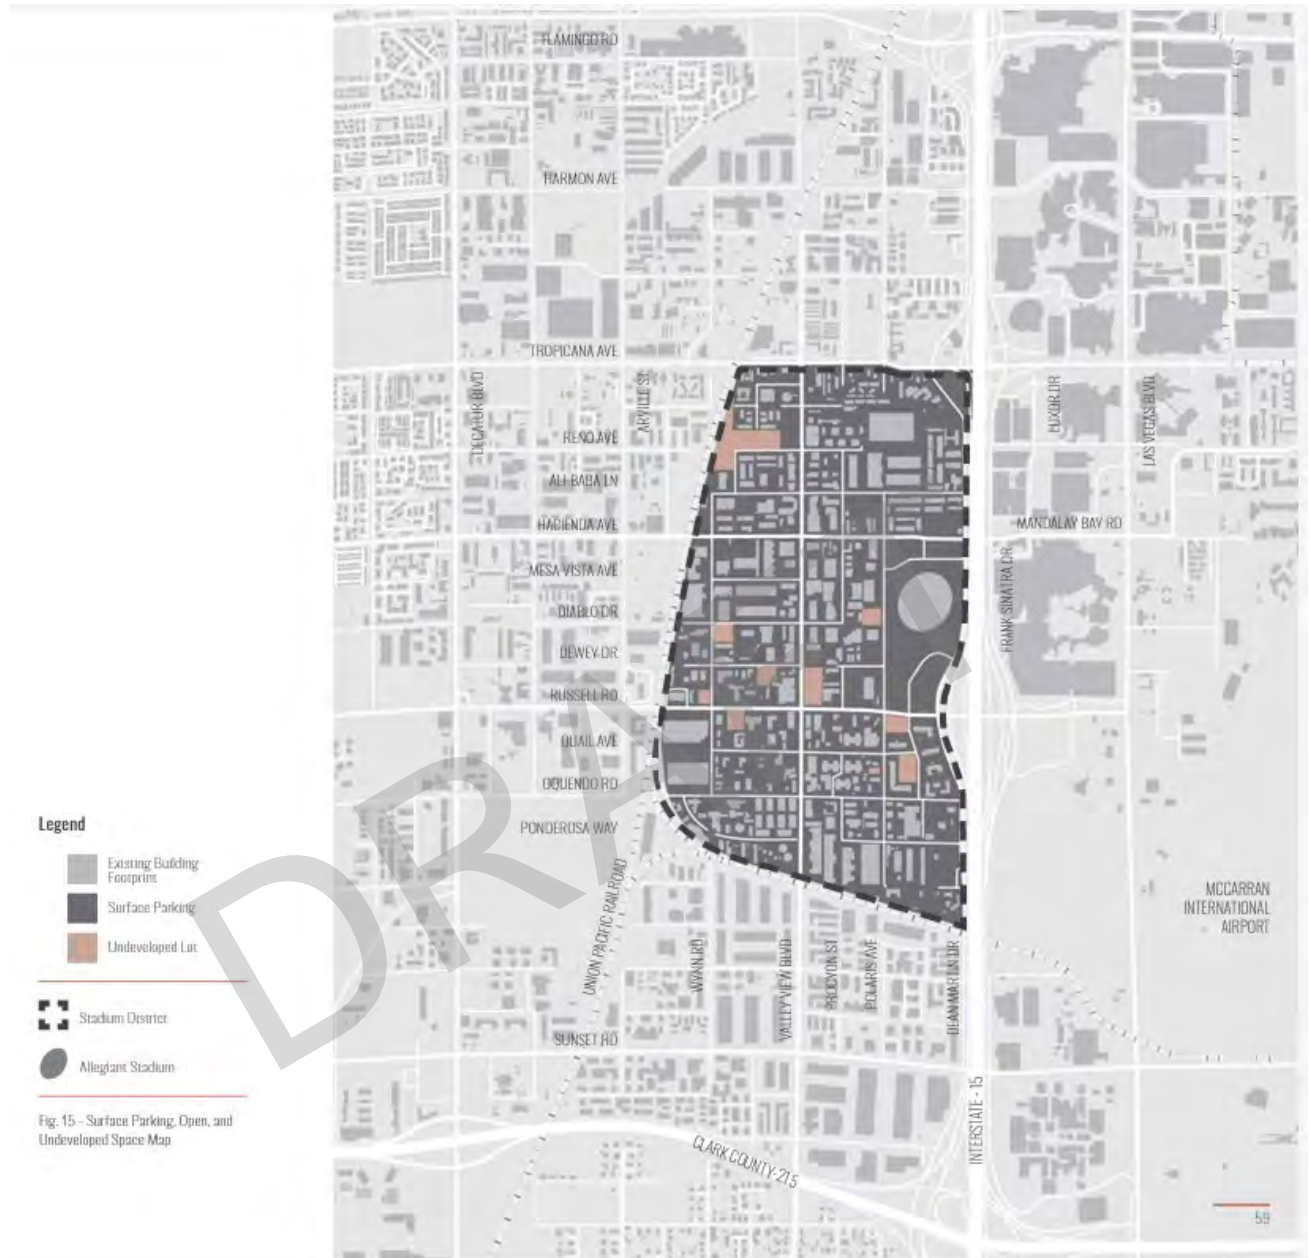 FLAMINGO RD
HARMON AVE
TROPICANA AVE
DECATUR BLVD
ARVILLE ST
LUXOR DR
LAS VEGAS BLVD
RENO AVE
ALI BABA LN
HACIENDA AVE
MANDALAY BAY RD
MESA VISTA AVE
FRANK SINATRA DR
DIABLO DR
DEWEY DR
RUSSELL RD
QUAIL AVE
OQUENDO RD
PONDEROSA WAY
DRAFT
Legend
Existing Building
Footprint
Surface Parking
Undeveloped Lot
Stadium District
Allegiant Stadium
Fig. 15 - Surface Parking, Open, and
Undeveloped Space Map
UNION PACIFIC RAILROAD
WYNN RD
VALLEY VIEW BLVD
PROCYON ST
POLARIS AVE
DEAN MARTIN DR
MCCARRAN
INTERNATIONAL
AIRPORT
SUNSET RD
INTERSTATE - 15
CLARK COUNTY-215
59